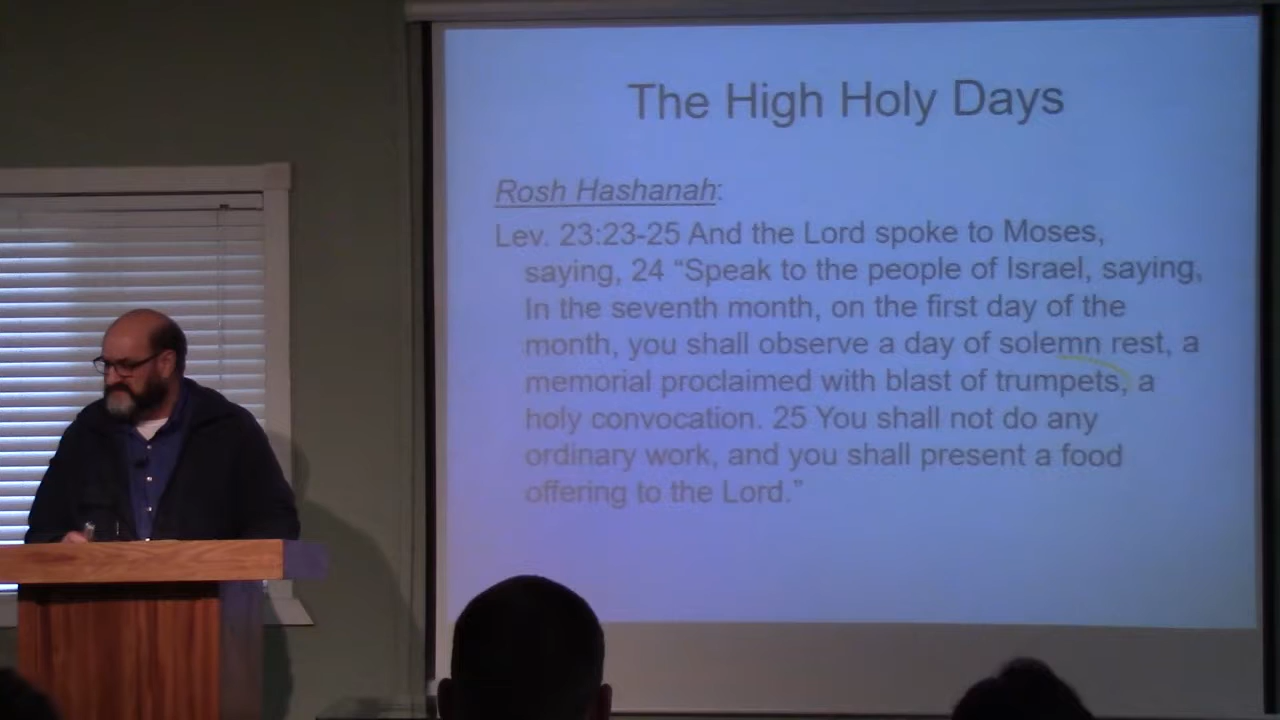 The High Holy Days
Rosh Hashanah:
Lev. 23:23-25 And the Lord spoke to Moses,
saying, 24 “Speak to the people of Israel, saying,
In the seventh month, on the first day of the
month, you shall observe a day of solemn rest, a
memorial proclaimed with blast of trumpets, a
holy convocation. 25 You shall not do any
ordinary work, and you shall present a food
offering to the Lord.”